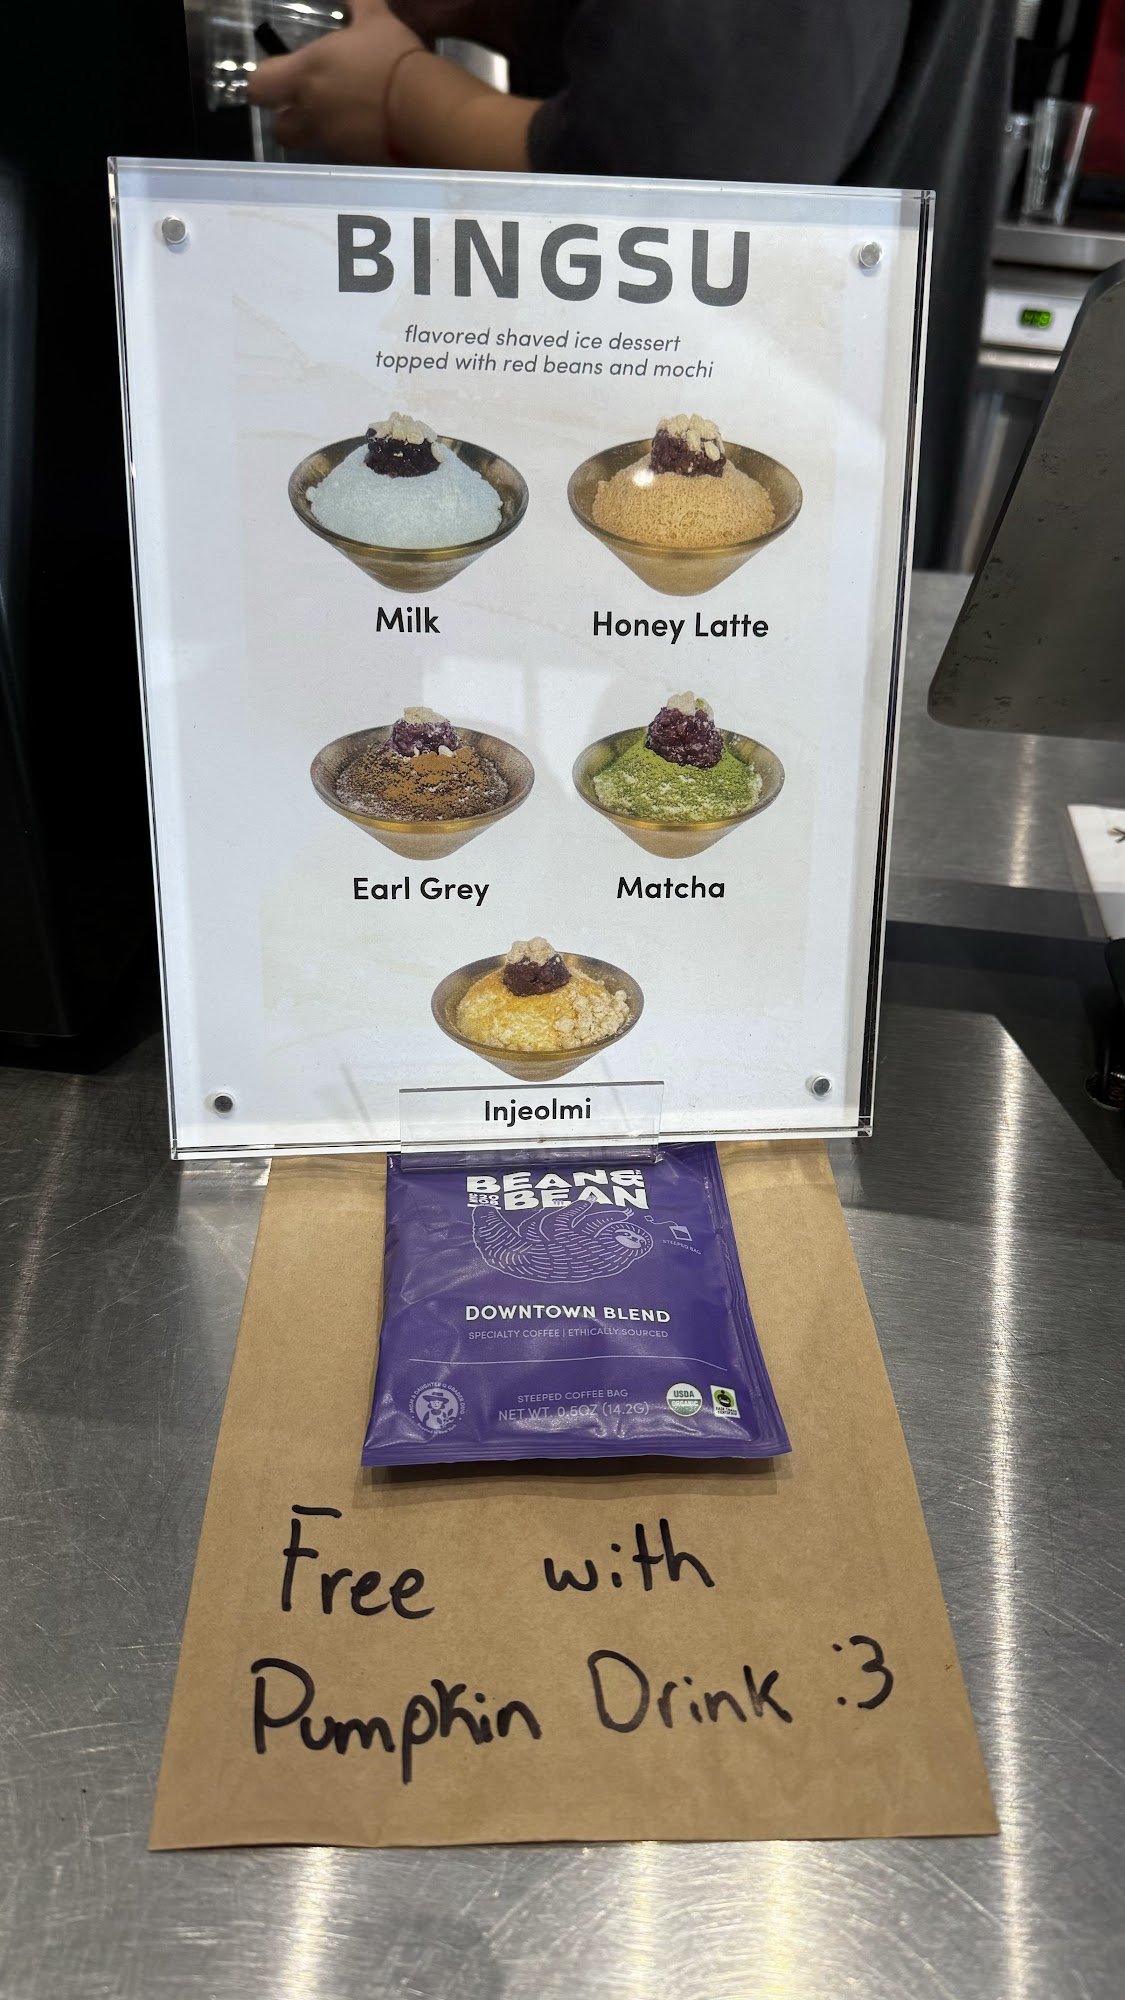 BINGSU
flavored shaved ice dessert
topped with red beans and mochi
Milk
Honey Latte
Earl Grey
Matcha
Injeolmi
BEAN&
BEAN
STEEPED BAG
DOWNTOWN BLEND
SPECIALTY COFFEE | ETHICALLY SOURCED
STEEPED COFFEE BAG
NET WT. 0.5OZ (14.2G)
USDA
ORGANIC
Free with
Pumpkin Drink :3